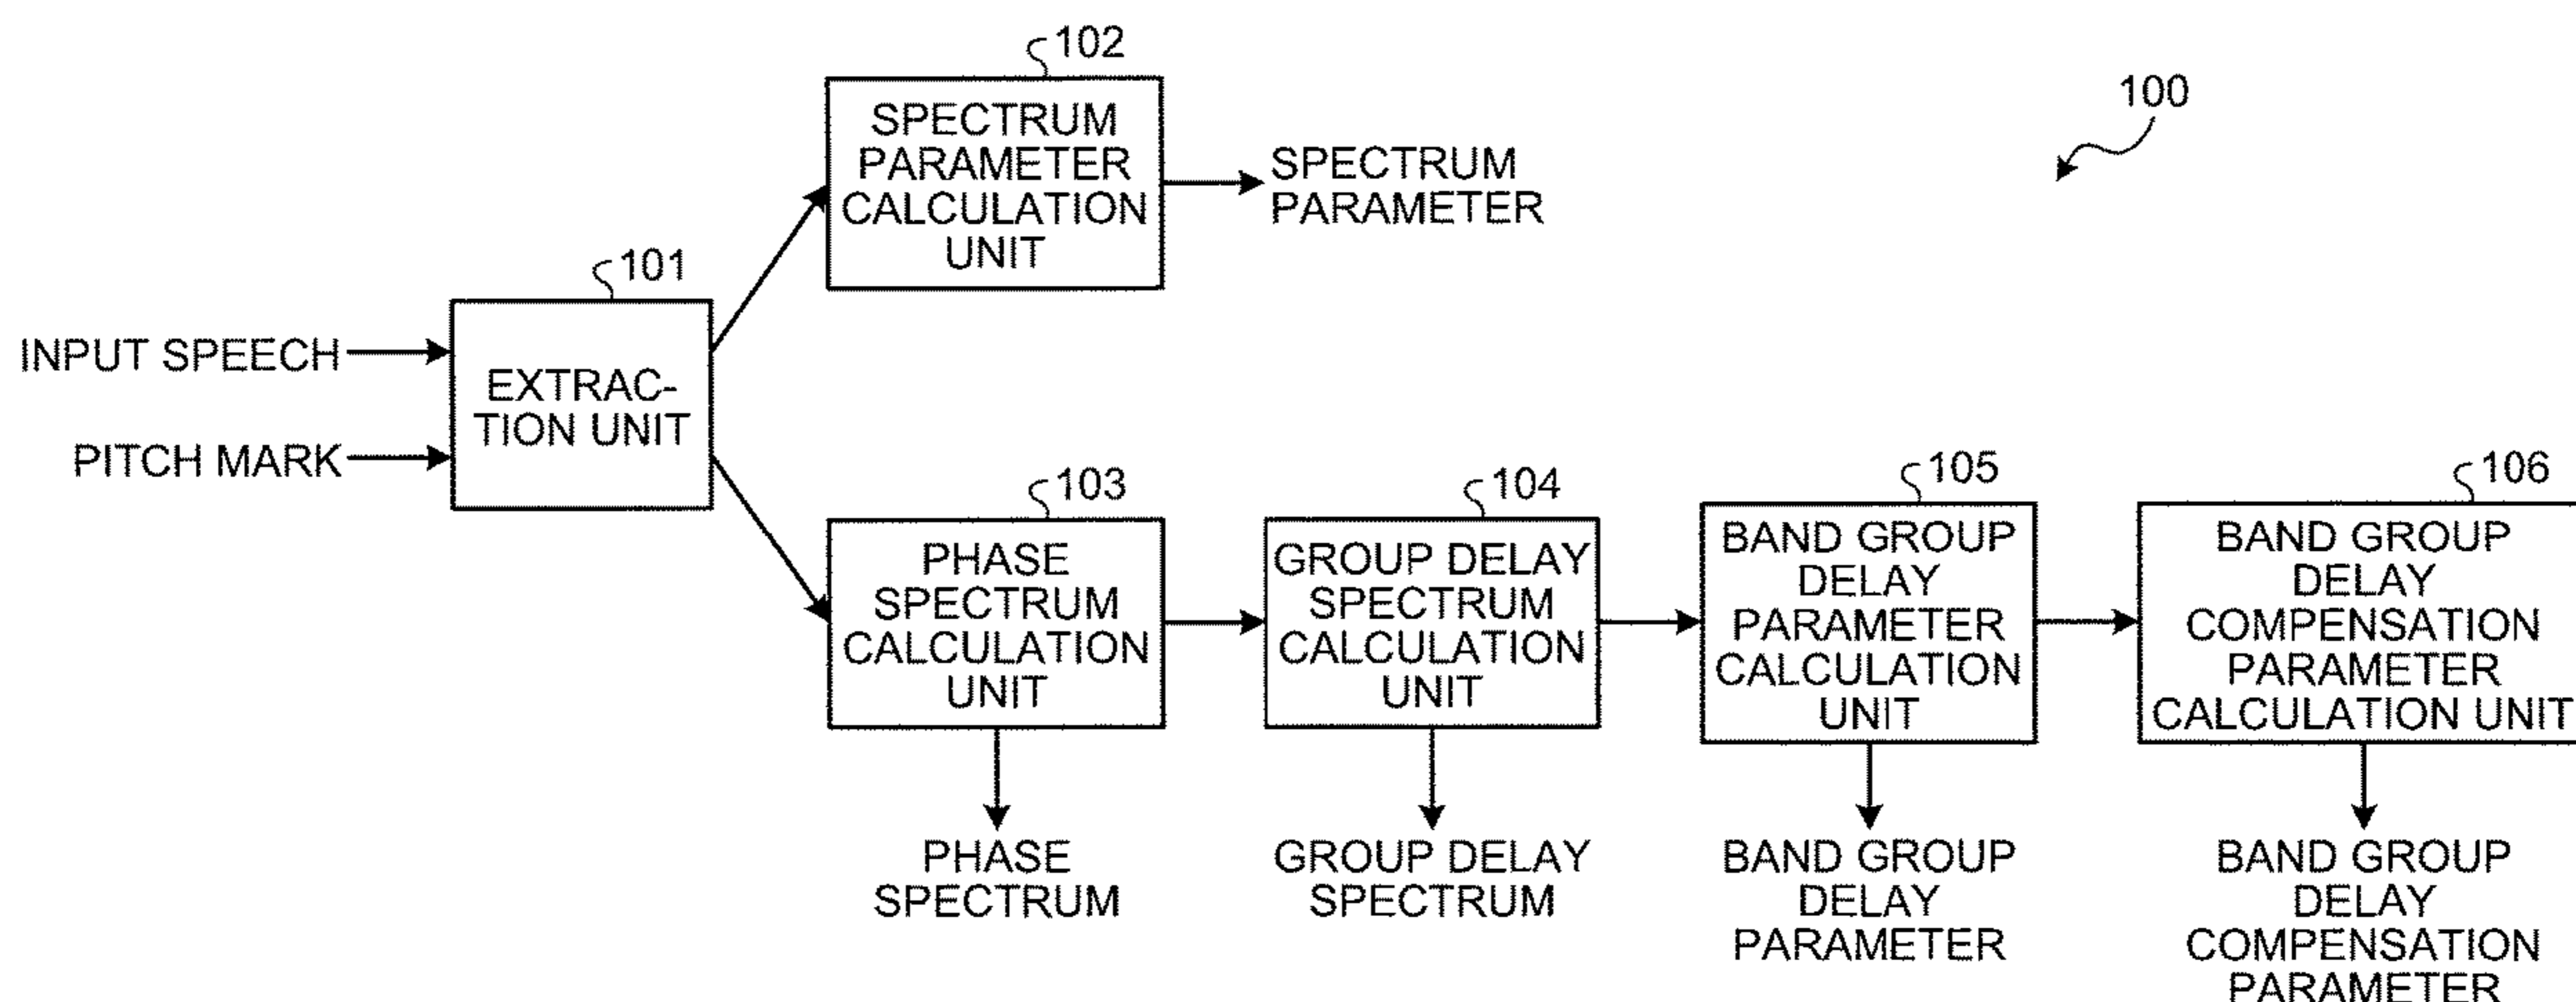 102
SPECTRUM
PARAMETER
CALCULATION
UNIT
SPECTRUM
PARAMETER
100
101
INPUT SPEECH
PITCH MARK
EXTRAC-
TION UNIT
103
PHASE
SPECTRUM
CALCULATION
UNIT
104
GROUP DELAY
SPECTRUM
CALCULATION
UNIT
105
BAND GROUP
DELAY
PARAMETER
CALCULATION
UNIT
106
BAND GROUP
DELAY
COMPENSATION
PARAMETER
CALCULATION UNIT
PHASE
SPECTRUM
GROUP DELAY
SPECTRUM
BAND GROUP
DELAY
PARAMETER
BAND GROUP
DELAY
COMPENSATION
PARAMETER